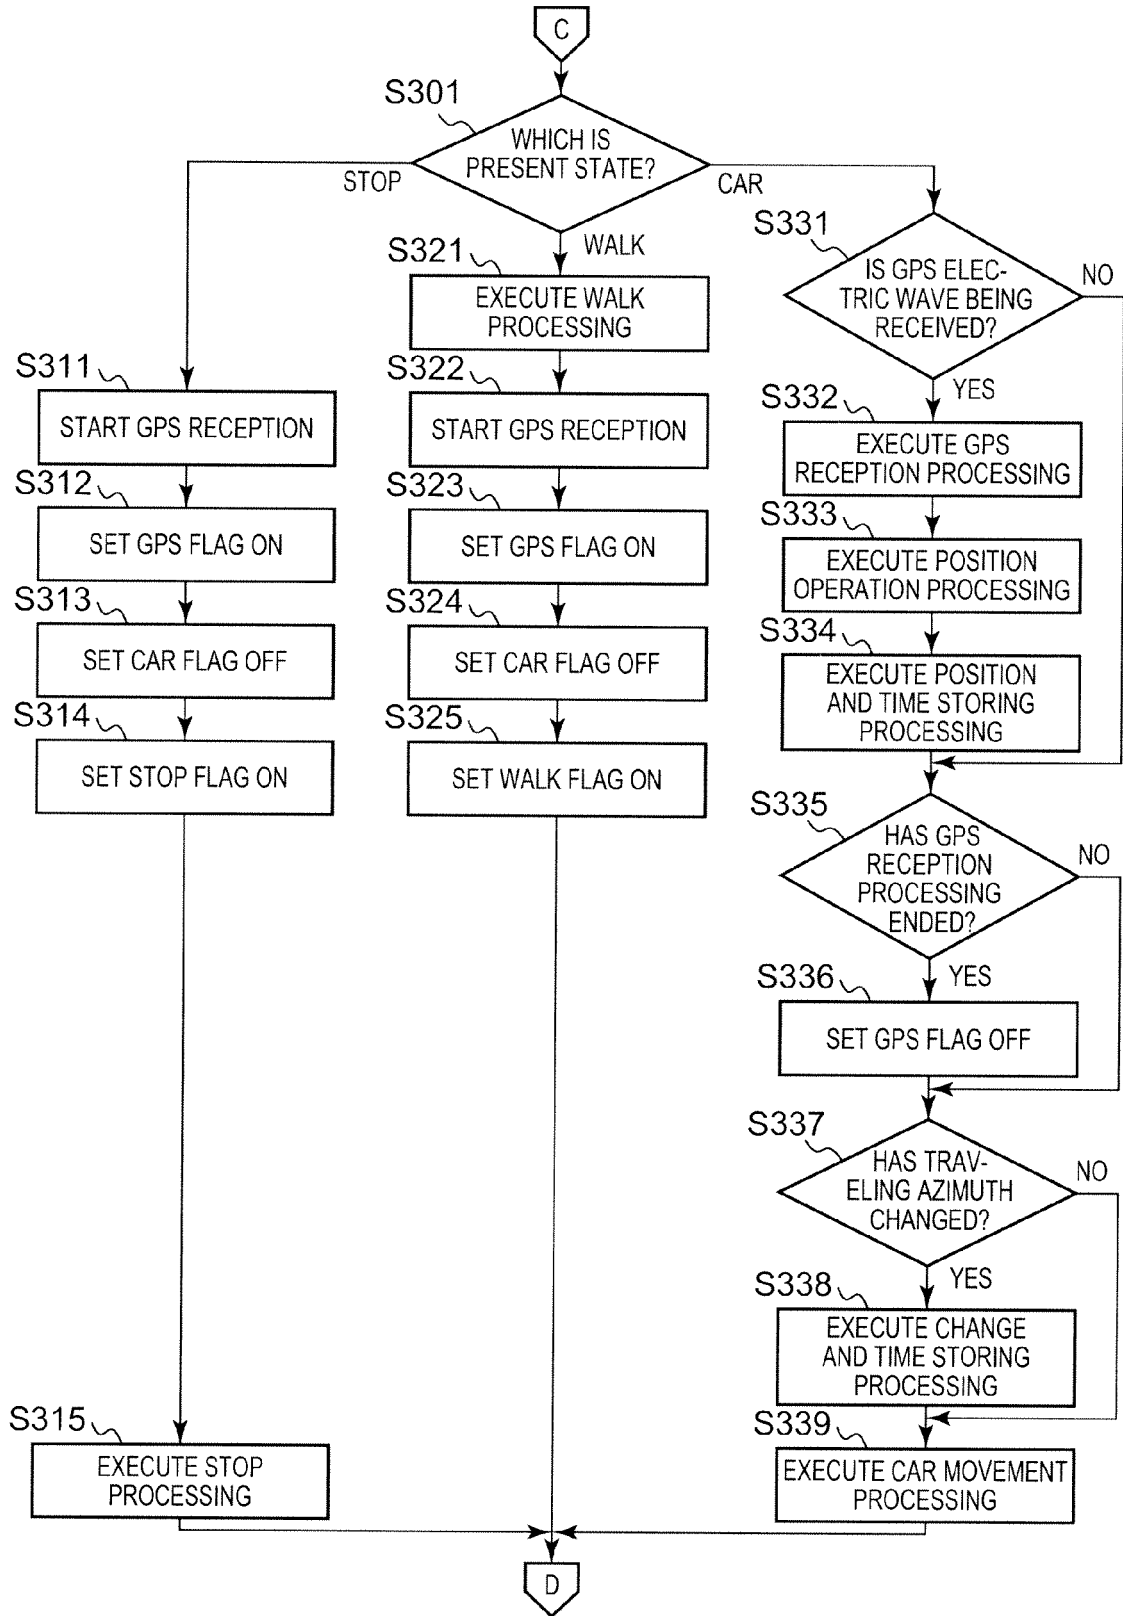 C
S301
WHICH IS
PRESENT STATE?
STOP
WALK
CAR
S311
START GPS RECEPTION
S312
SET GPS FLAG ON
S313
SET CAR FLAG OFF
S314
SET STOP FLAG ON
S315
EXECUTE STOP
PROCESSING
S321
EXECUTE WALK
PROCESSING
S322
START GPS RECEPTION
S323
SET GPS FLAG ON
S324
SET CAR FLAG OFF
S325
SET WALK FLAG ON
S331
IS GPS ELEC-
TRIC WAVE BEING
RECEIVED?
NO
YES
S332
EXECUTE GPS
RECEPTION PROCESSING
S333
EXECUTE POSITION
OPERATION PROCESSING
S334
EXECUTE POSITION
AND TIME STORING
PROCESSING
S335
HAS GPS
RECEPTION
PROCESSING
ENDED?
NO
YES
S336
SET GPS FLAG OFF
S337
HAS TRAV-
ELING AZIMUTH
CHANGED?
NO
YES
S338
EXECUTE CHANGE
AND TIME STORING
PROCESSING
S339
EXECUTE CAR MOVEMENT
PROCESSING
D